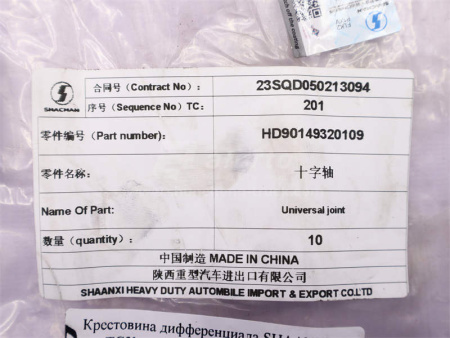 SHACMAN
合同号(Contract No):
23SQD050213094
序号(Sequence No) TC:
201
零件编号(Part number):
HD90149320109
零件名称:
十字轴
Name Of Part:
Universal joint
数量(quantity):
10
中国制造 MADE IN CHINA
陕西重型汽车进出口有限公司
SHAANXI HEAVY DUTY AUTOMBILE IMPORT & EXPORT CO.LTD
Крестовина дифференциала